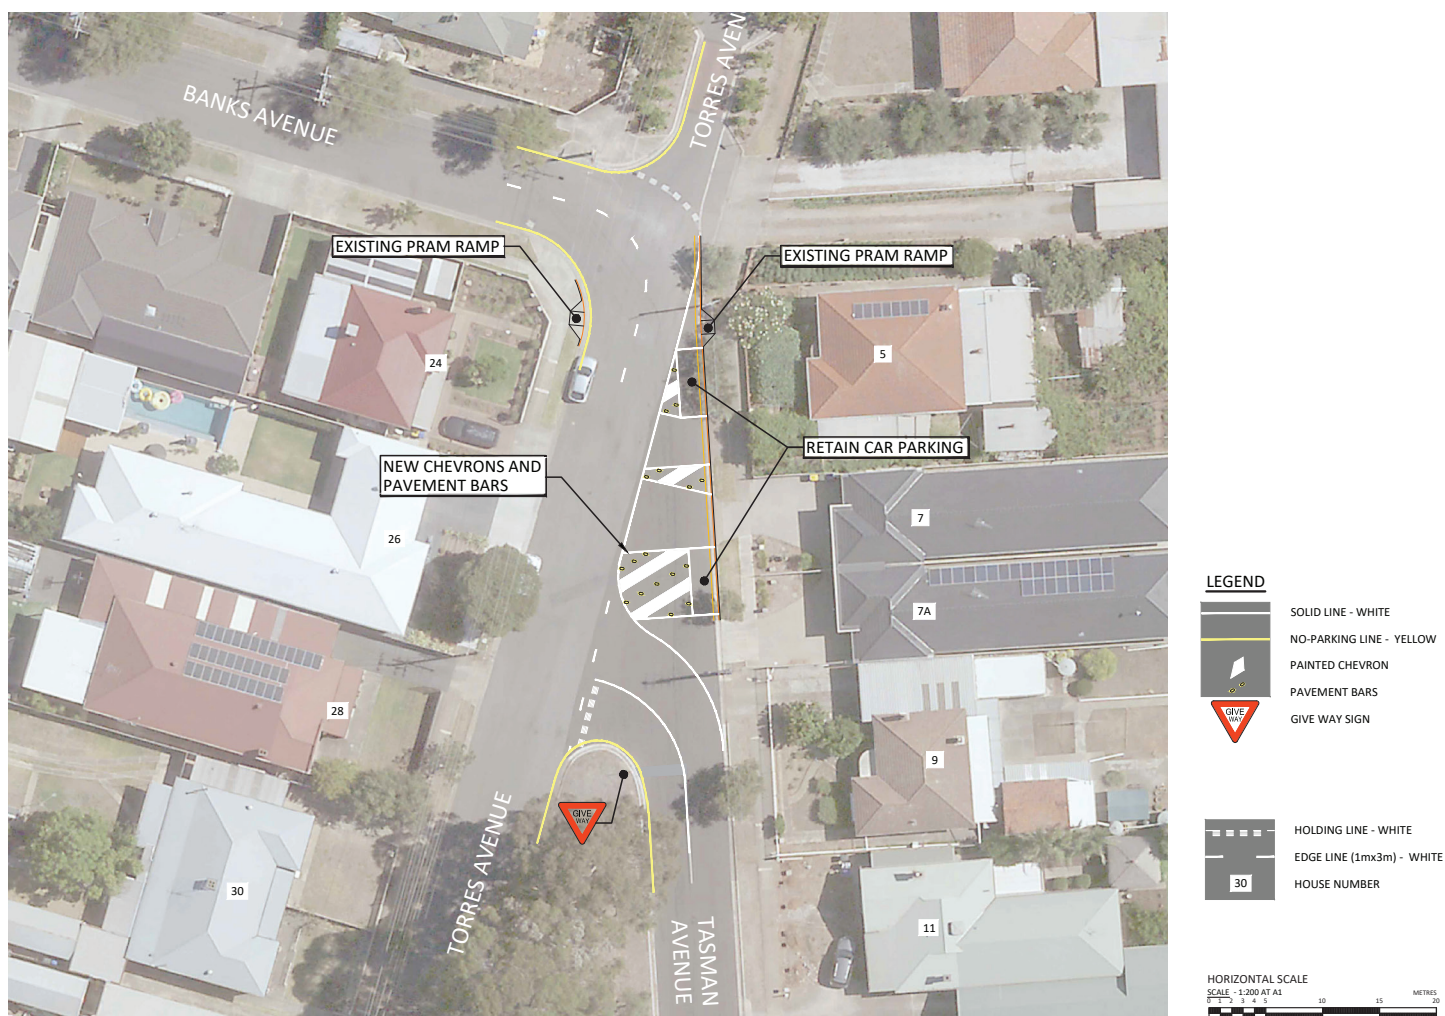 BANKS AVENUE
TORRES AVEN
EXISTING PRAM RAMP
EXISTING PRAM RAMP
24
5
RETAIN CAR PARKING
NEW CHEVRONS AND
PAVEMENT BARS
26
7
7A
28
9
GIVE
WAY
30
11
TORRES AVENUE
TASMAN
AVENUE
LEGEND
SOLID LINE - WHITE
NO-PARKING LINE - YELLOW
PAINTED CHEVRON
PAVEMENT BARS
GIVE
WAY
GIVE WAY SIGN
HOLDING LINE - WHITE
EDGE LINE (1mx3m) - WHITE
30
HOUSE NUMBER
HORIZONTAL SCALE
SCALE - 1:200 AT A1
METRES
0 1 2 3 4 5 10 15 20